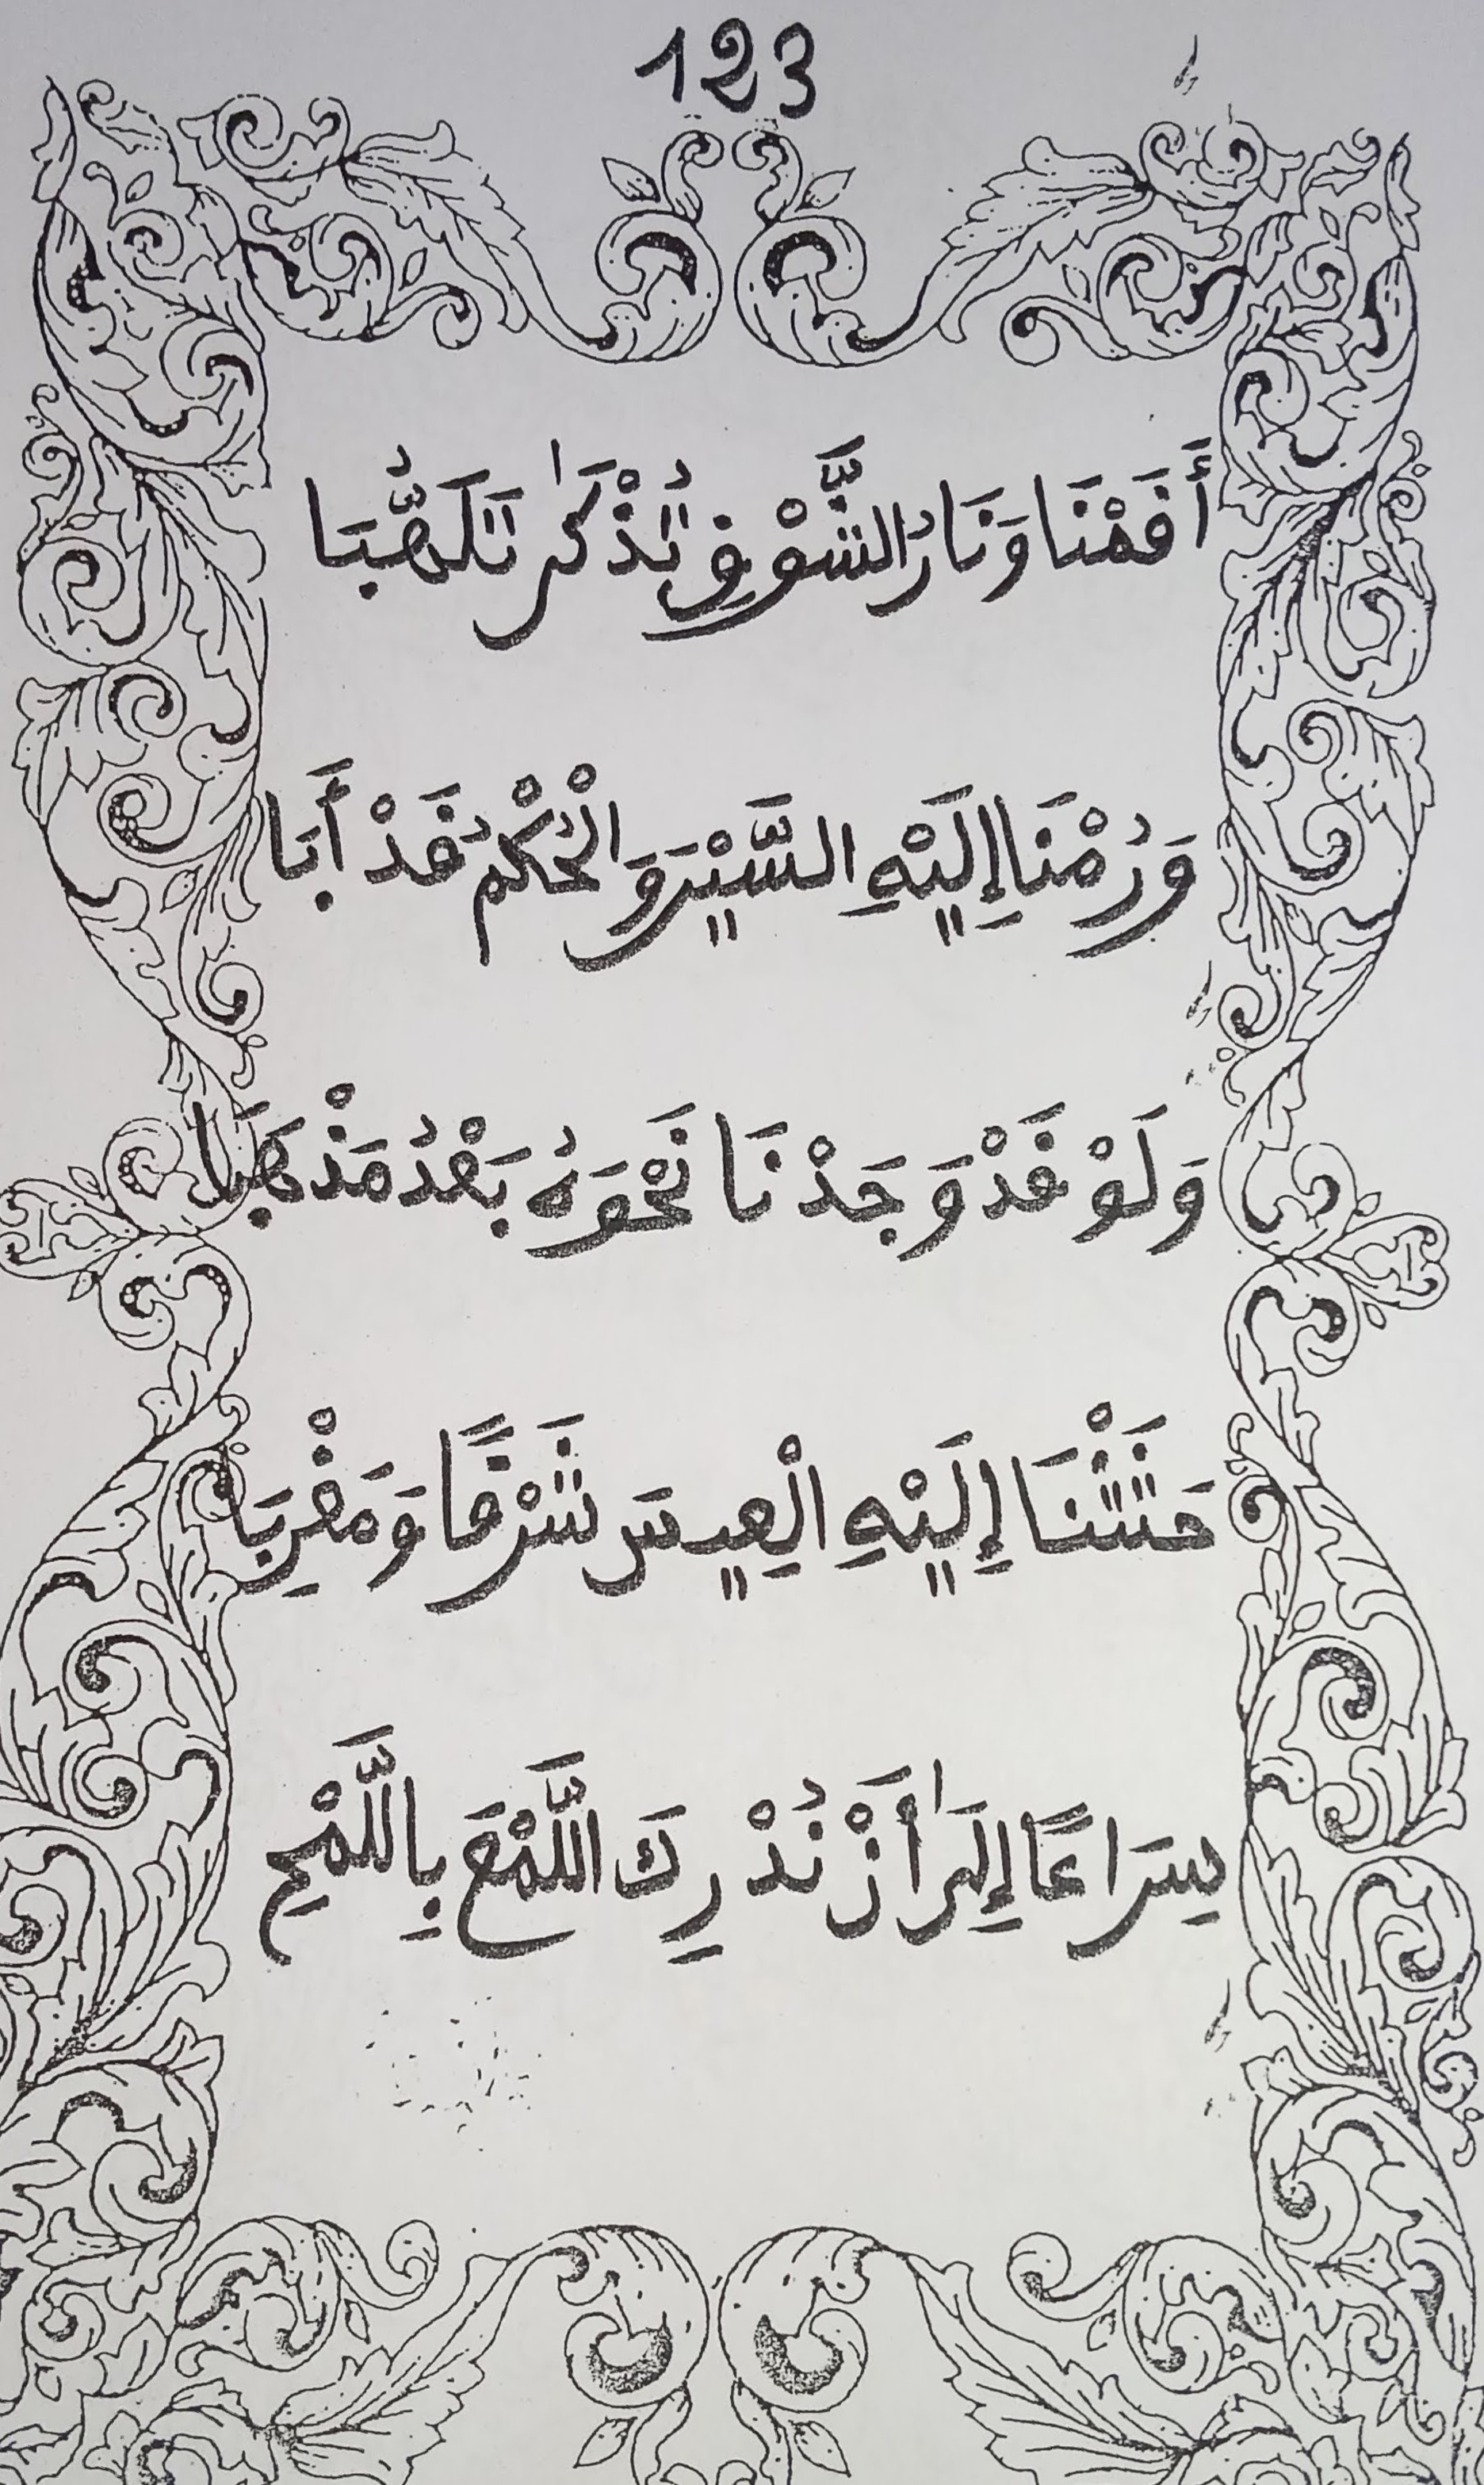 123
أَقَمْنَا وَنَارُ الشَّوْقِ تُذْكَىٰ تَلَهُّبَا
وَرُمْنَا إِلَيْهِ السَّيْرَ وَالْحُكْمُ قَدْ أَبَا
وَلَوْ قَدْ وَجَدْنَا نَحْوَهُ بَعْدُ مَذْهَبَا
حَثَثْنَا إِلَيْهِ الْعِيسَ شَرْقًا وَمَغْرِبَا
سِرَاعًا إِلَىٰ أَنْ نُدْرِكَ اللَّمْعَ بِاللَّمْحِ